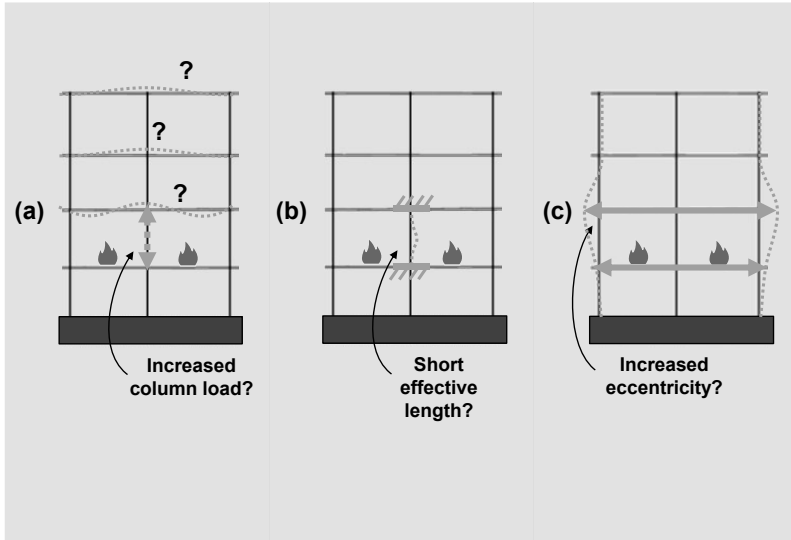 ?
?
?
(a)
(b)
(c)
Increased
column load?
Short
effective
length?
Increased
eccentricity?